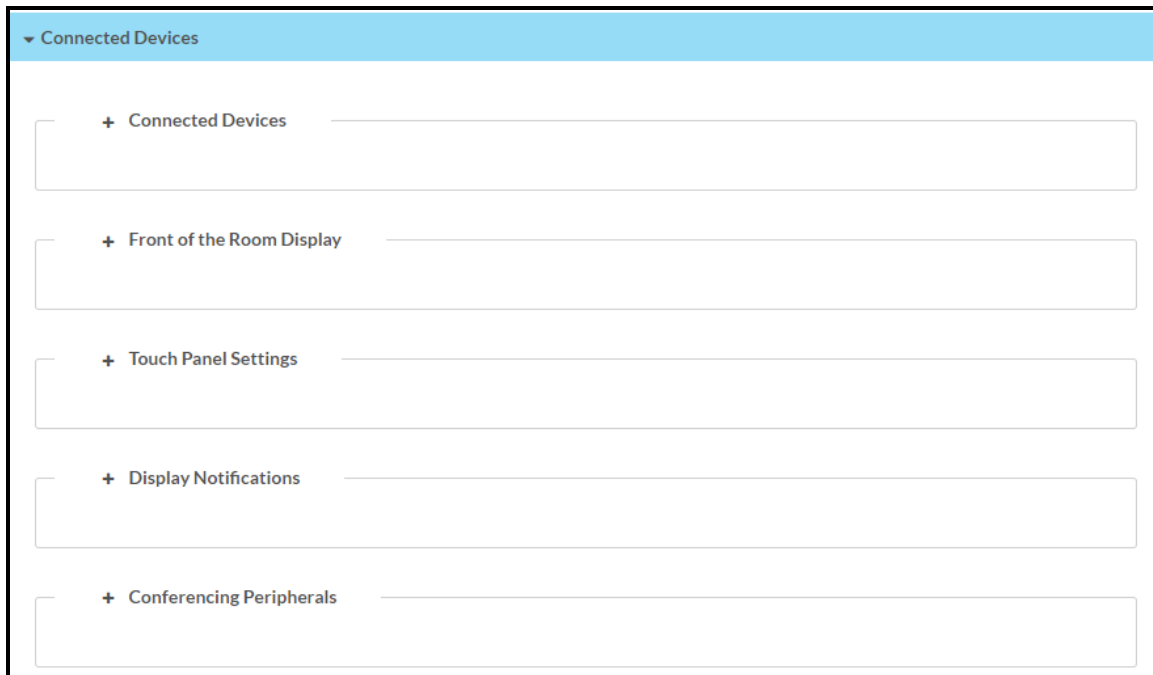 Connected Devices
+ Connected Devices
+ Front of the Room Display
+ Touch Panel Settings
+ Display Notifications
+ Conferencing Peripherals